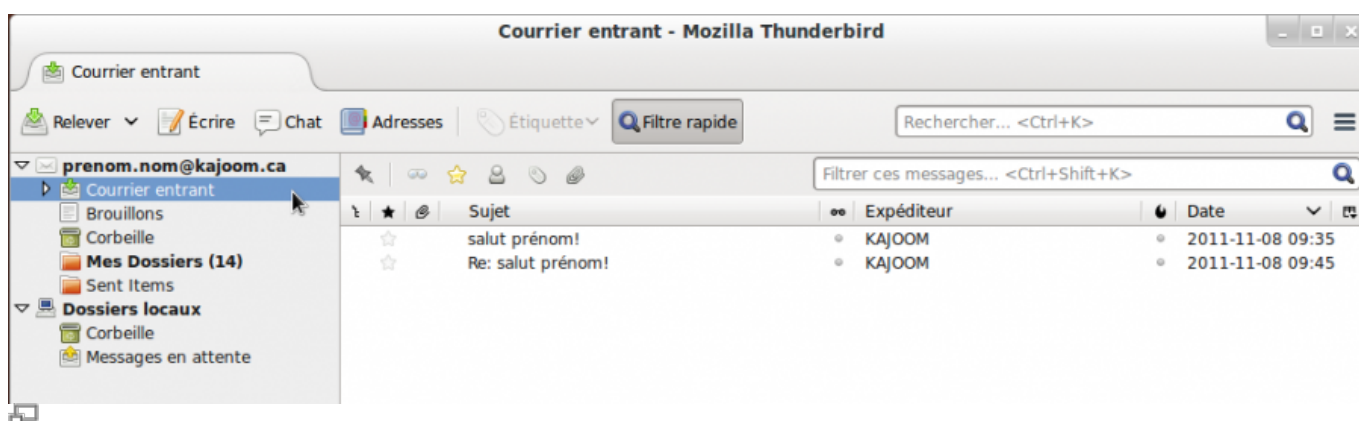 Courrier entrant - Mozilla Thunderbird
Courrier entrant
Relever Écrire Chat Adresses Étiquette Filtre rapide Rechercher... <Ctrl+K>
prenom.nom@kajoom.ca
Filtrer ces messages... <Ctrl+Shift+K>
Courrier entrant
Brouillons
Corbeille
Mes Dossiers (14)
Sent Items
Dossiers locaux
Corbeille
Messages en attente
Sujet Expéditeur Date
salut prénom! KAJOOM 2011-11-08 09:35
Re: salut prénom! KAJOOM 2011-11-08 09:45